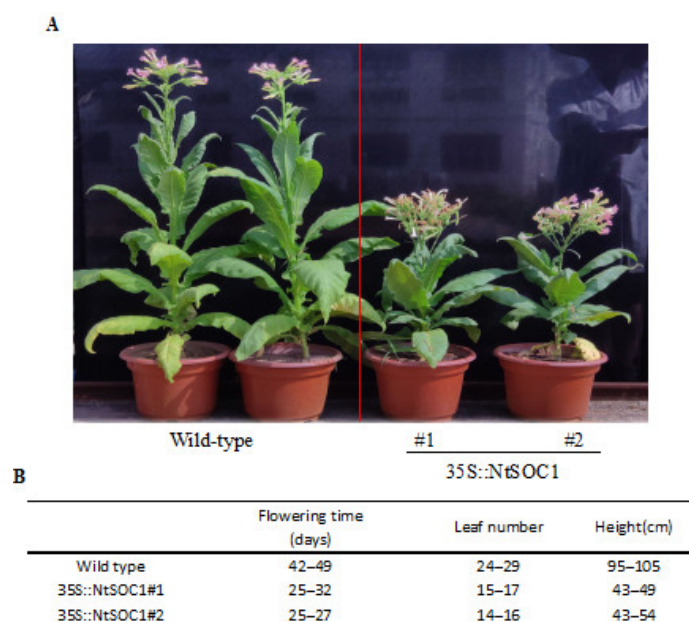 A
Wild-type
#1 #2
35S::NtSOC1
B
Flowering time (days) Leaf number Height(cm)
Wild type 42–49 24–29 95–105
35S::NtSOC1#1 25–32 15–17 43–49
35S::NtSOC1#2 25–27 14–16 43–54